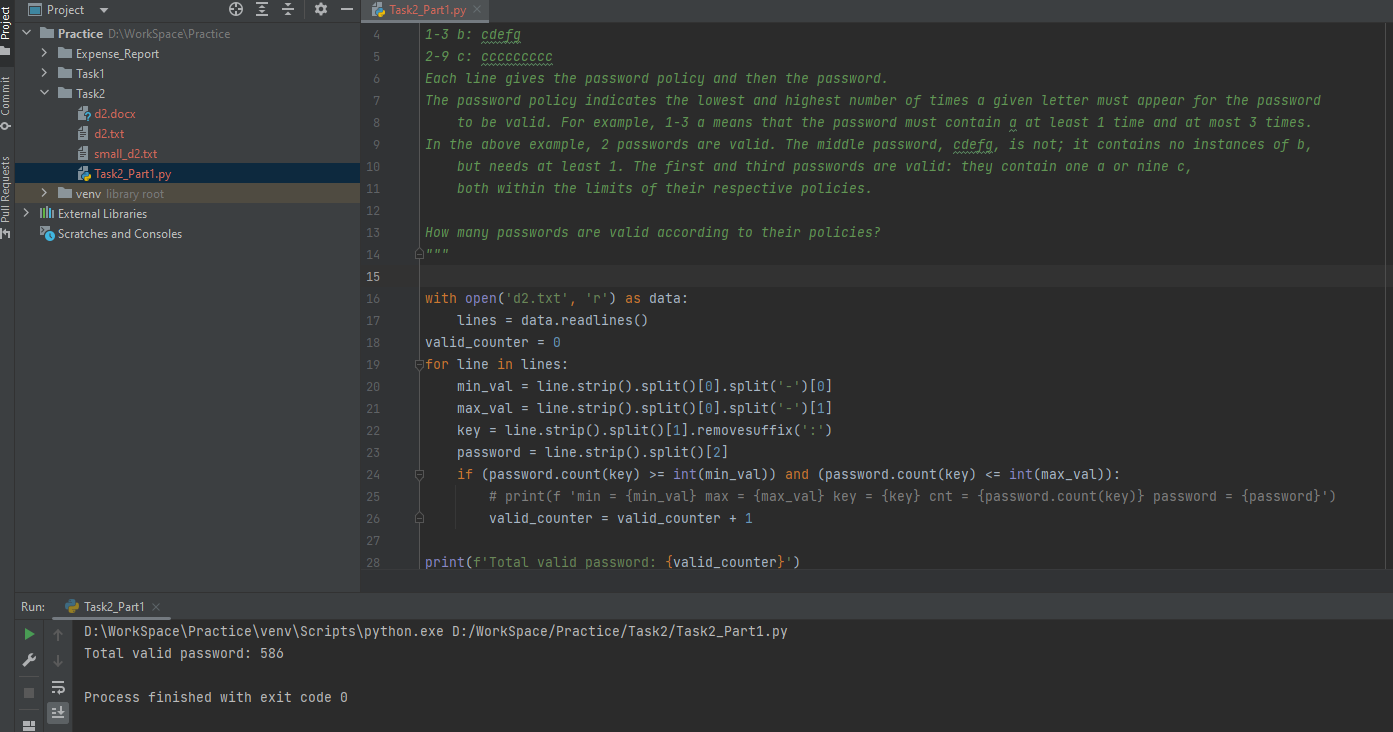 Project
Task2_Part1.py
Project
Commit
Pull Requests
Practice D:\WorkSpace\Practice
Expense_Report
Task1
Task2
d2.docx
d2.txt
small_d2.txt
Task2_Part1.py
venv library root
External Libraries
Scratches and Consoles
4 1-3 b: cdefg
5 2-9 c: ccccccccc
6 Each line gives the password policy and then the password.
7 The password policy indicates the lowest and highest number of times a given letter must appear for the password
8 to be valid. For example, 1-3 a means that the password must contain a at least 1 time and at most 3 times.
9 In the above example, 2 passwords are valid. The middle password, cdefg, is not; it contains no instances of b,
10 but needs at least 1. The first and third passwords are valid: they contain one a or nine c,
11 both within the limits of their respective policies.
12
13 How many passwords are valid according to their policies?
14 """
15
16 with open('d2.txt', 'r') as data:
17 lines = data.readlines()
18 valid_counter = 0
19 for line in lines:
20 min_val = line.strip().split()[0].split('-')[0]
21 max_val = line.strip().split()[0].split('-')[1]
22 key = line.strip().split()[1].removesuffix(':')
23 password = line.strip().split()[2]
24 if (password.count(key) >= int(min_val)) and (password.count(key) <= int(max_val)):
25 # print(f 'min = {min_val} max = {max_val} key = {key} cnt = {password.count(key)} password = {password}')
26 valid_counter = valid_counter + 1
27
28 print(f'Total valid password: {valid_counter}')
Run: Task2_Part1
D:\WorkSpace\Practice\venv\Scripts\python.exe D:/WorkSpace/Practice/Task2/Task2_Part1.py
Total valid password: 586
Process finished with exit code 0